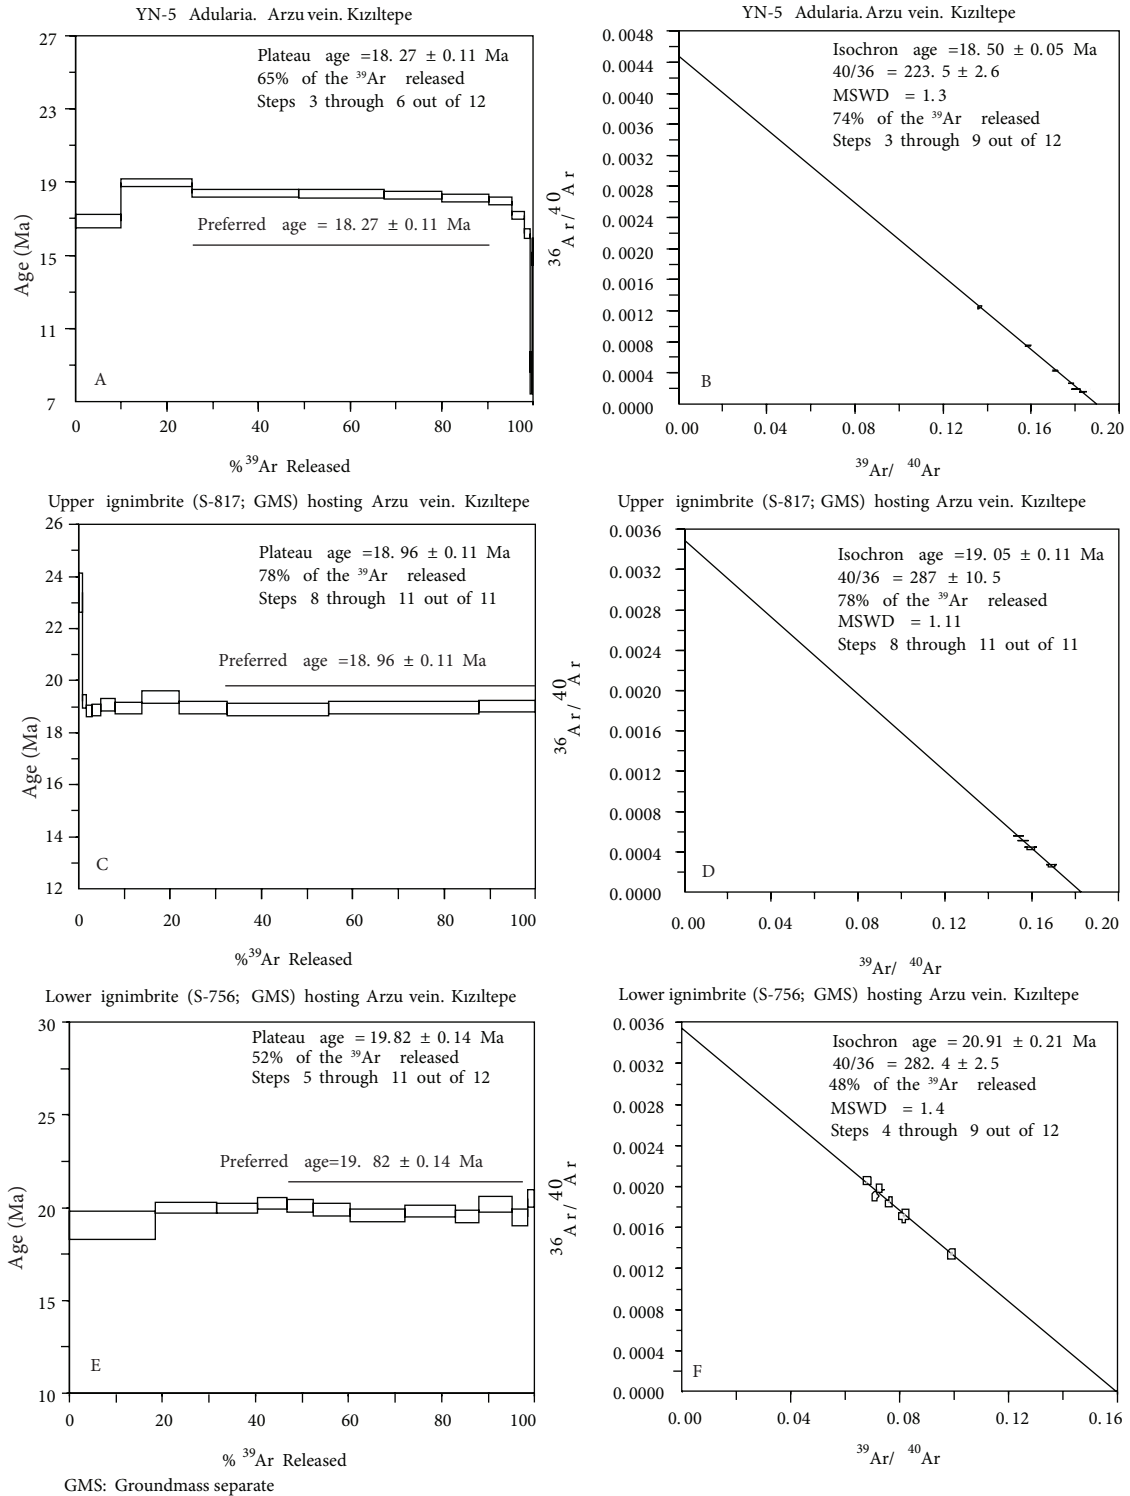 YN-5 Adularia. Arzu vein. Kızıltepe
27
23
19
15
11
7
Age (Ma)
Plateau age =18.27 ± 0.11 Ma
65% of the ³⁹Ar released
Steps 3 through 6 out of 12
Preferred age = 18. 27 ± 0.11 Ma
A
0 20 40 60 80 100
% ³⁹Ar Released
YN-5 Adularia. Arzu vein. Kızıltepe
0.0048
0.0044
0.0040
0.0036
0.0032
0.0028
0.0024
0.0020
0.0016
0.0012
0.0008
0.0004
0.0000
36 Ar/ 40 Ar
Isochron age =18. 50 ± 0.05 Ma
40/36 = 223. 5 ± 2.6
MSWD = 1.3
74% of the ³⁹Ar released
Steps 3 through 9 out of 12
B
0.00 0.04 0.08 0.12 0.16 0.20
³⁹Ar/ ⁴⁰Ar
Upper ignimbrite (S-817; GMS) hosting Arzu vein. Kızıltepe
26
24
22
20
18
16
14
12
Age (Ma)
Plateau age =18. 96 ± 0.11 Ma
78% of the ³⁹Ar released
Steps 8 through 11 out of 11
Preferred age =18. 96 ± 0.11 Ma
C
0 20 40 60 80 100
%³⁹Ar Released
Upper ignimbrite (S-817; GMS) hosting Arzu vein. Kızıltepe
0.0036
0.0032
0.0028
0.0024
0.0020
0.0016
0.0012
0.0008
0.0004
0.0000
36 Ar/ 40 Ar
Isochron age =19. 05 ± 0.11 Ma
40/36 = 287 ± 10.5
78% of the ³⁹Ar released
MSWD = 1.11
Steps 8 through 11 out of 11
D
0.00 0.04 0.08 0.12 0.16 0.20
³⁹Ar/ ⁴⁰Ar
Lower ignimbrite (S-756; GMS) hosting Arzu vein. Kızıltepe
30
25
20
15
10
Age (Ma)
Plateau age = 19.82 ± 0.14 Ma
52% of the ³⁹Ar released
Steps 5 through 11 out of 12
Preferred age=19. 82 ± 0.14 Ma
E
0 20 40 60 80 100
% ³⁹Ar Released
Lower ignimbrite (S-756; GMS) hosting Arzu vein. Kızıltepe
0.0036
0.0032
0.0028
0.0024
0.0020
0.0016
0.0012
0.0008
0.0004
0.0000
36 Ar/ 40 Ar
Isochron age = 20.91 ± 0.21 Ma
40/36 = 282. 4 ± 2.5
48% of the ³⁹Ar released
MSWD = 1.4
Steps 4 through 9 out of 12
F
0.00 0.04 0.08 0.12 0.16
³⁹Ar/ ⁴⁰Ar
GMS: Groundmass separate